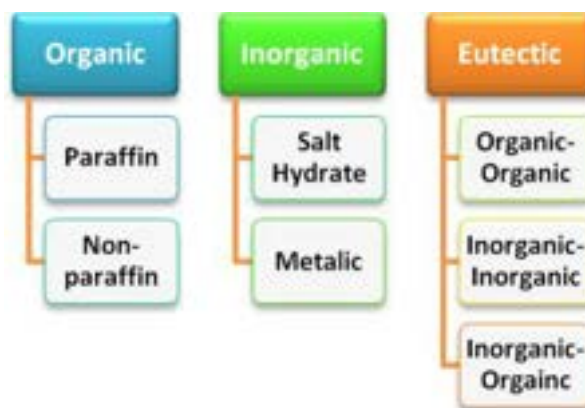 Organic
Paraffin
Non-
paraffin
Inorganic
Salt
Hydrate
Metalic
Eutectic
Organic-
Organic
Inorganic-
Inorganic
Inorganic-
Orgainc